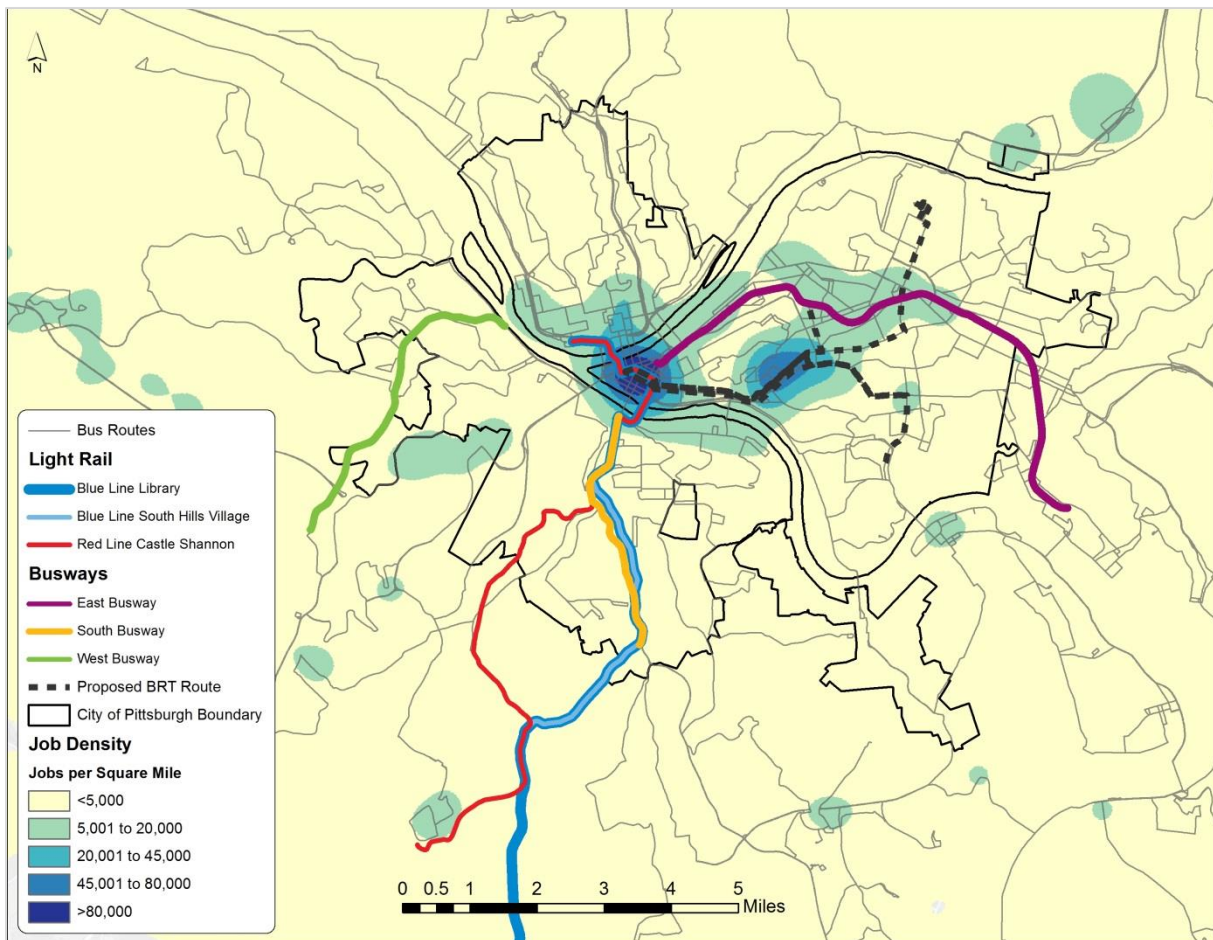 N
Bus Routes
Light Rail
Blue Line Library
Blue Line South Hills Village
Red Line Castle Shannon
Busways
East Busway
South Busway
West Busway
Proposed BRT Route
City of Pittsburgh Boundary
Job Density
Jobs per Square Mile
<5,000
5,001 to 20,000
20,001 to 45,000
45,001 to 80,000
>80,000
0 0.5 1 2 3 4 5
Miles